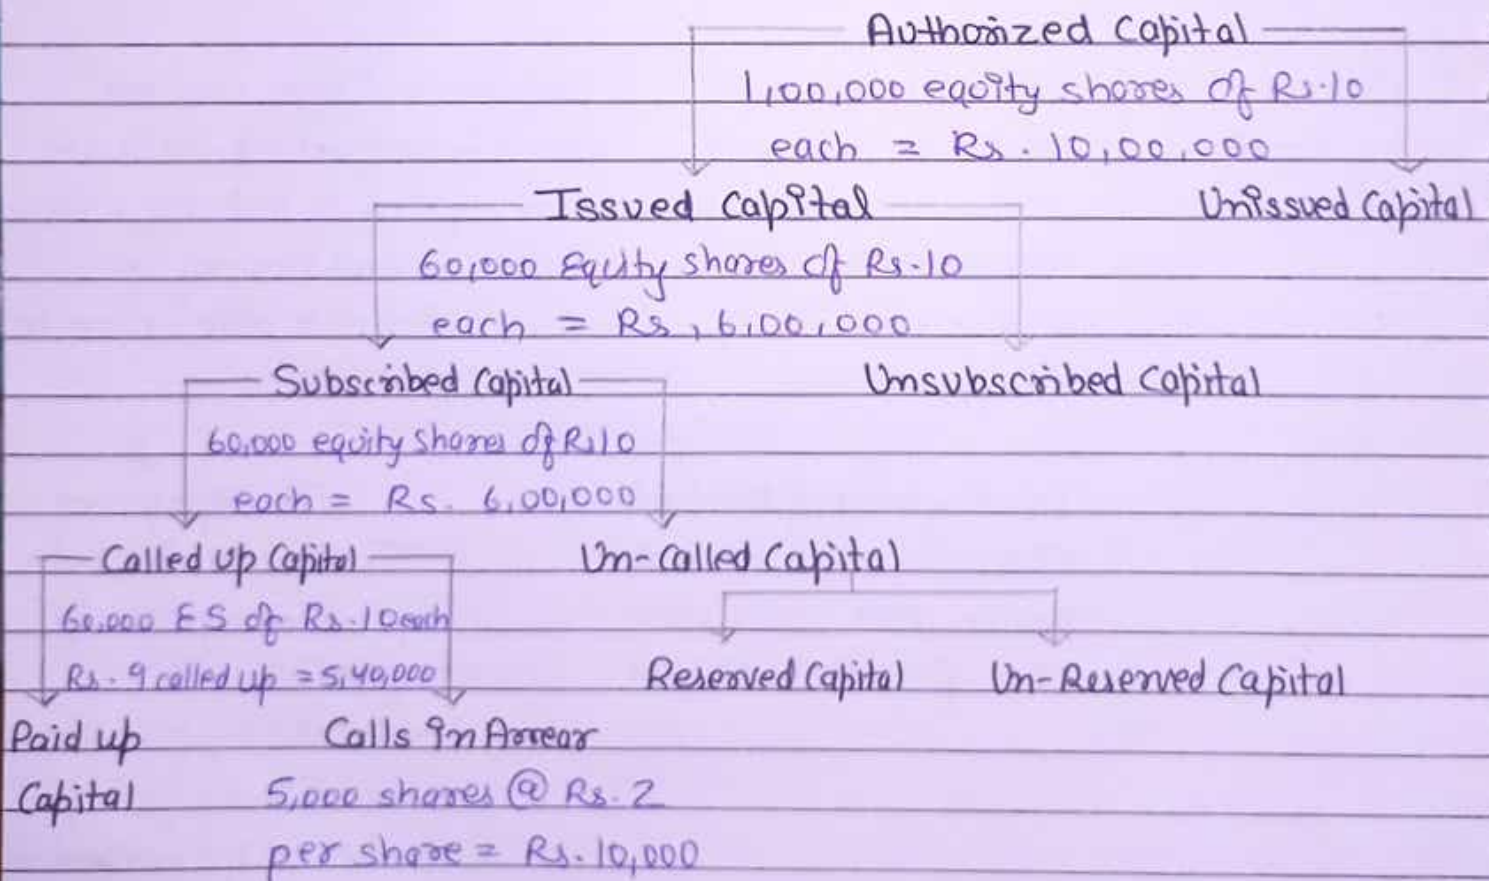 Authorized Capital
1,00,000 equity shares of Rs.10
each = Rs. 10,00,000
Issued Capital
Unissued Capital
60,000 Equity shares of Rs.10
each = Rs, 6,00,000
Subscribed Capital
Unsubscribed Capital
60,000 equity shares of Rs10
each = Rs. 6,00,000
Called up Capital
Un-Called Capital
60,000 ES of Rs.10 each
Rs. 9 called up = 5,40,000
Reserved Capital
Un-Reserved Capital
Paid up
Capital
Calls in Arrear
5,000 shares @ Rs. 2
per share = Rs. 10,000